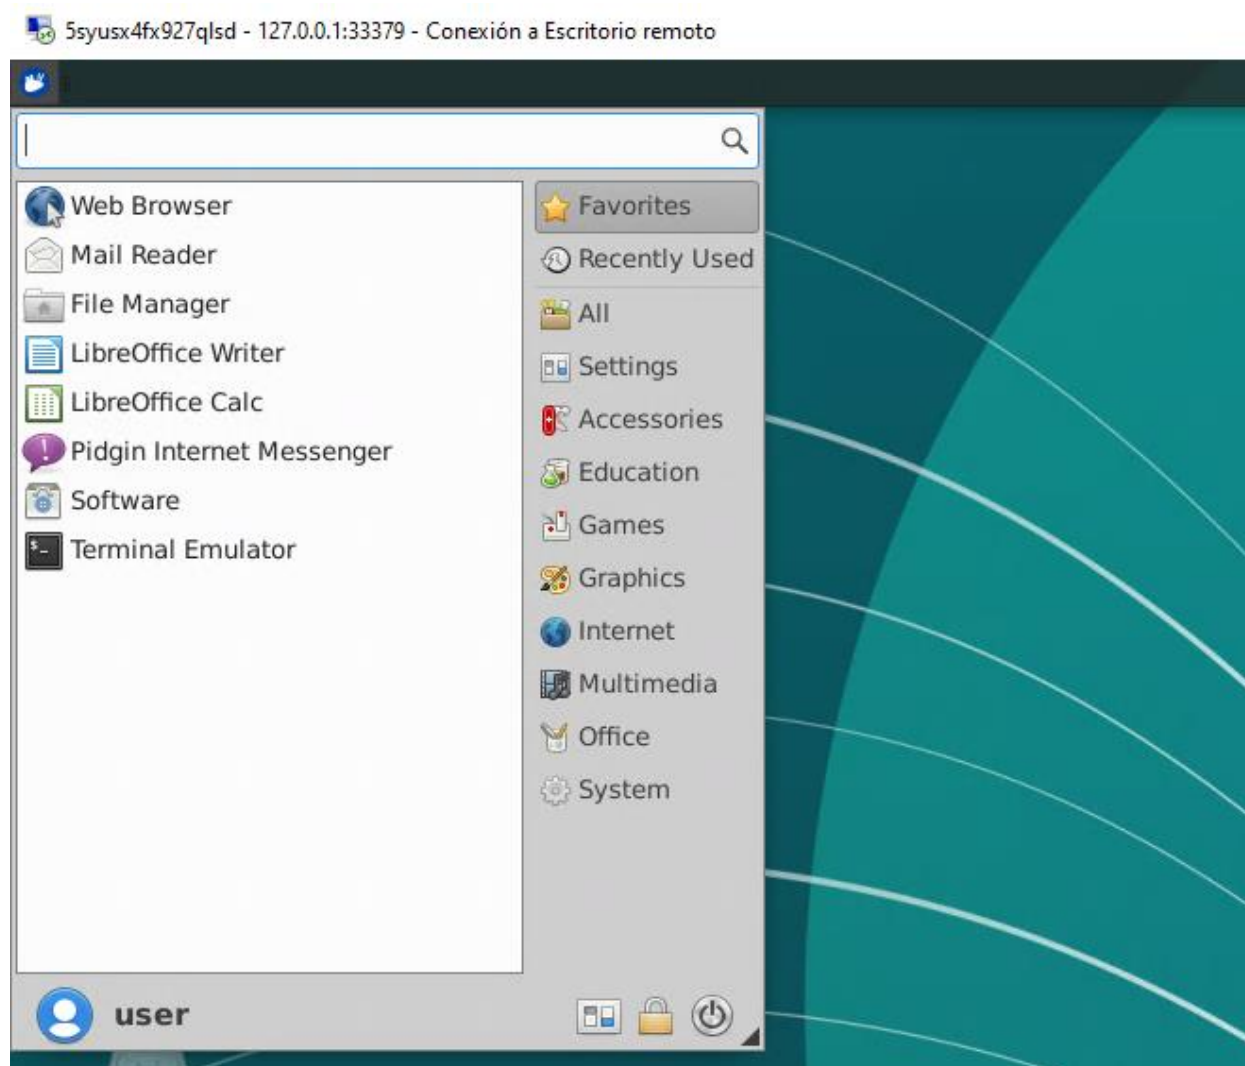 5syusx4fx927qlsd - 127.0.0.1:33379 - Conexión a Escritorio remoto
Web Browser
Mail Reader
File Manager
LibreOffice Writer
LibreOffice Calc
Pidgin Internet Messenger
Software
Terminal Emulator
Favorites
Recently Used
All
Settings
Accessories
Education
Games
Graphics
Internet
Multimedia
Office
System
user